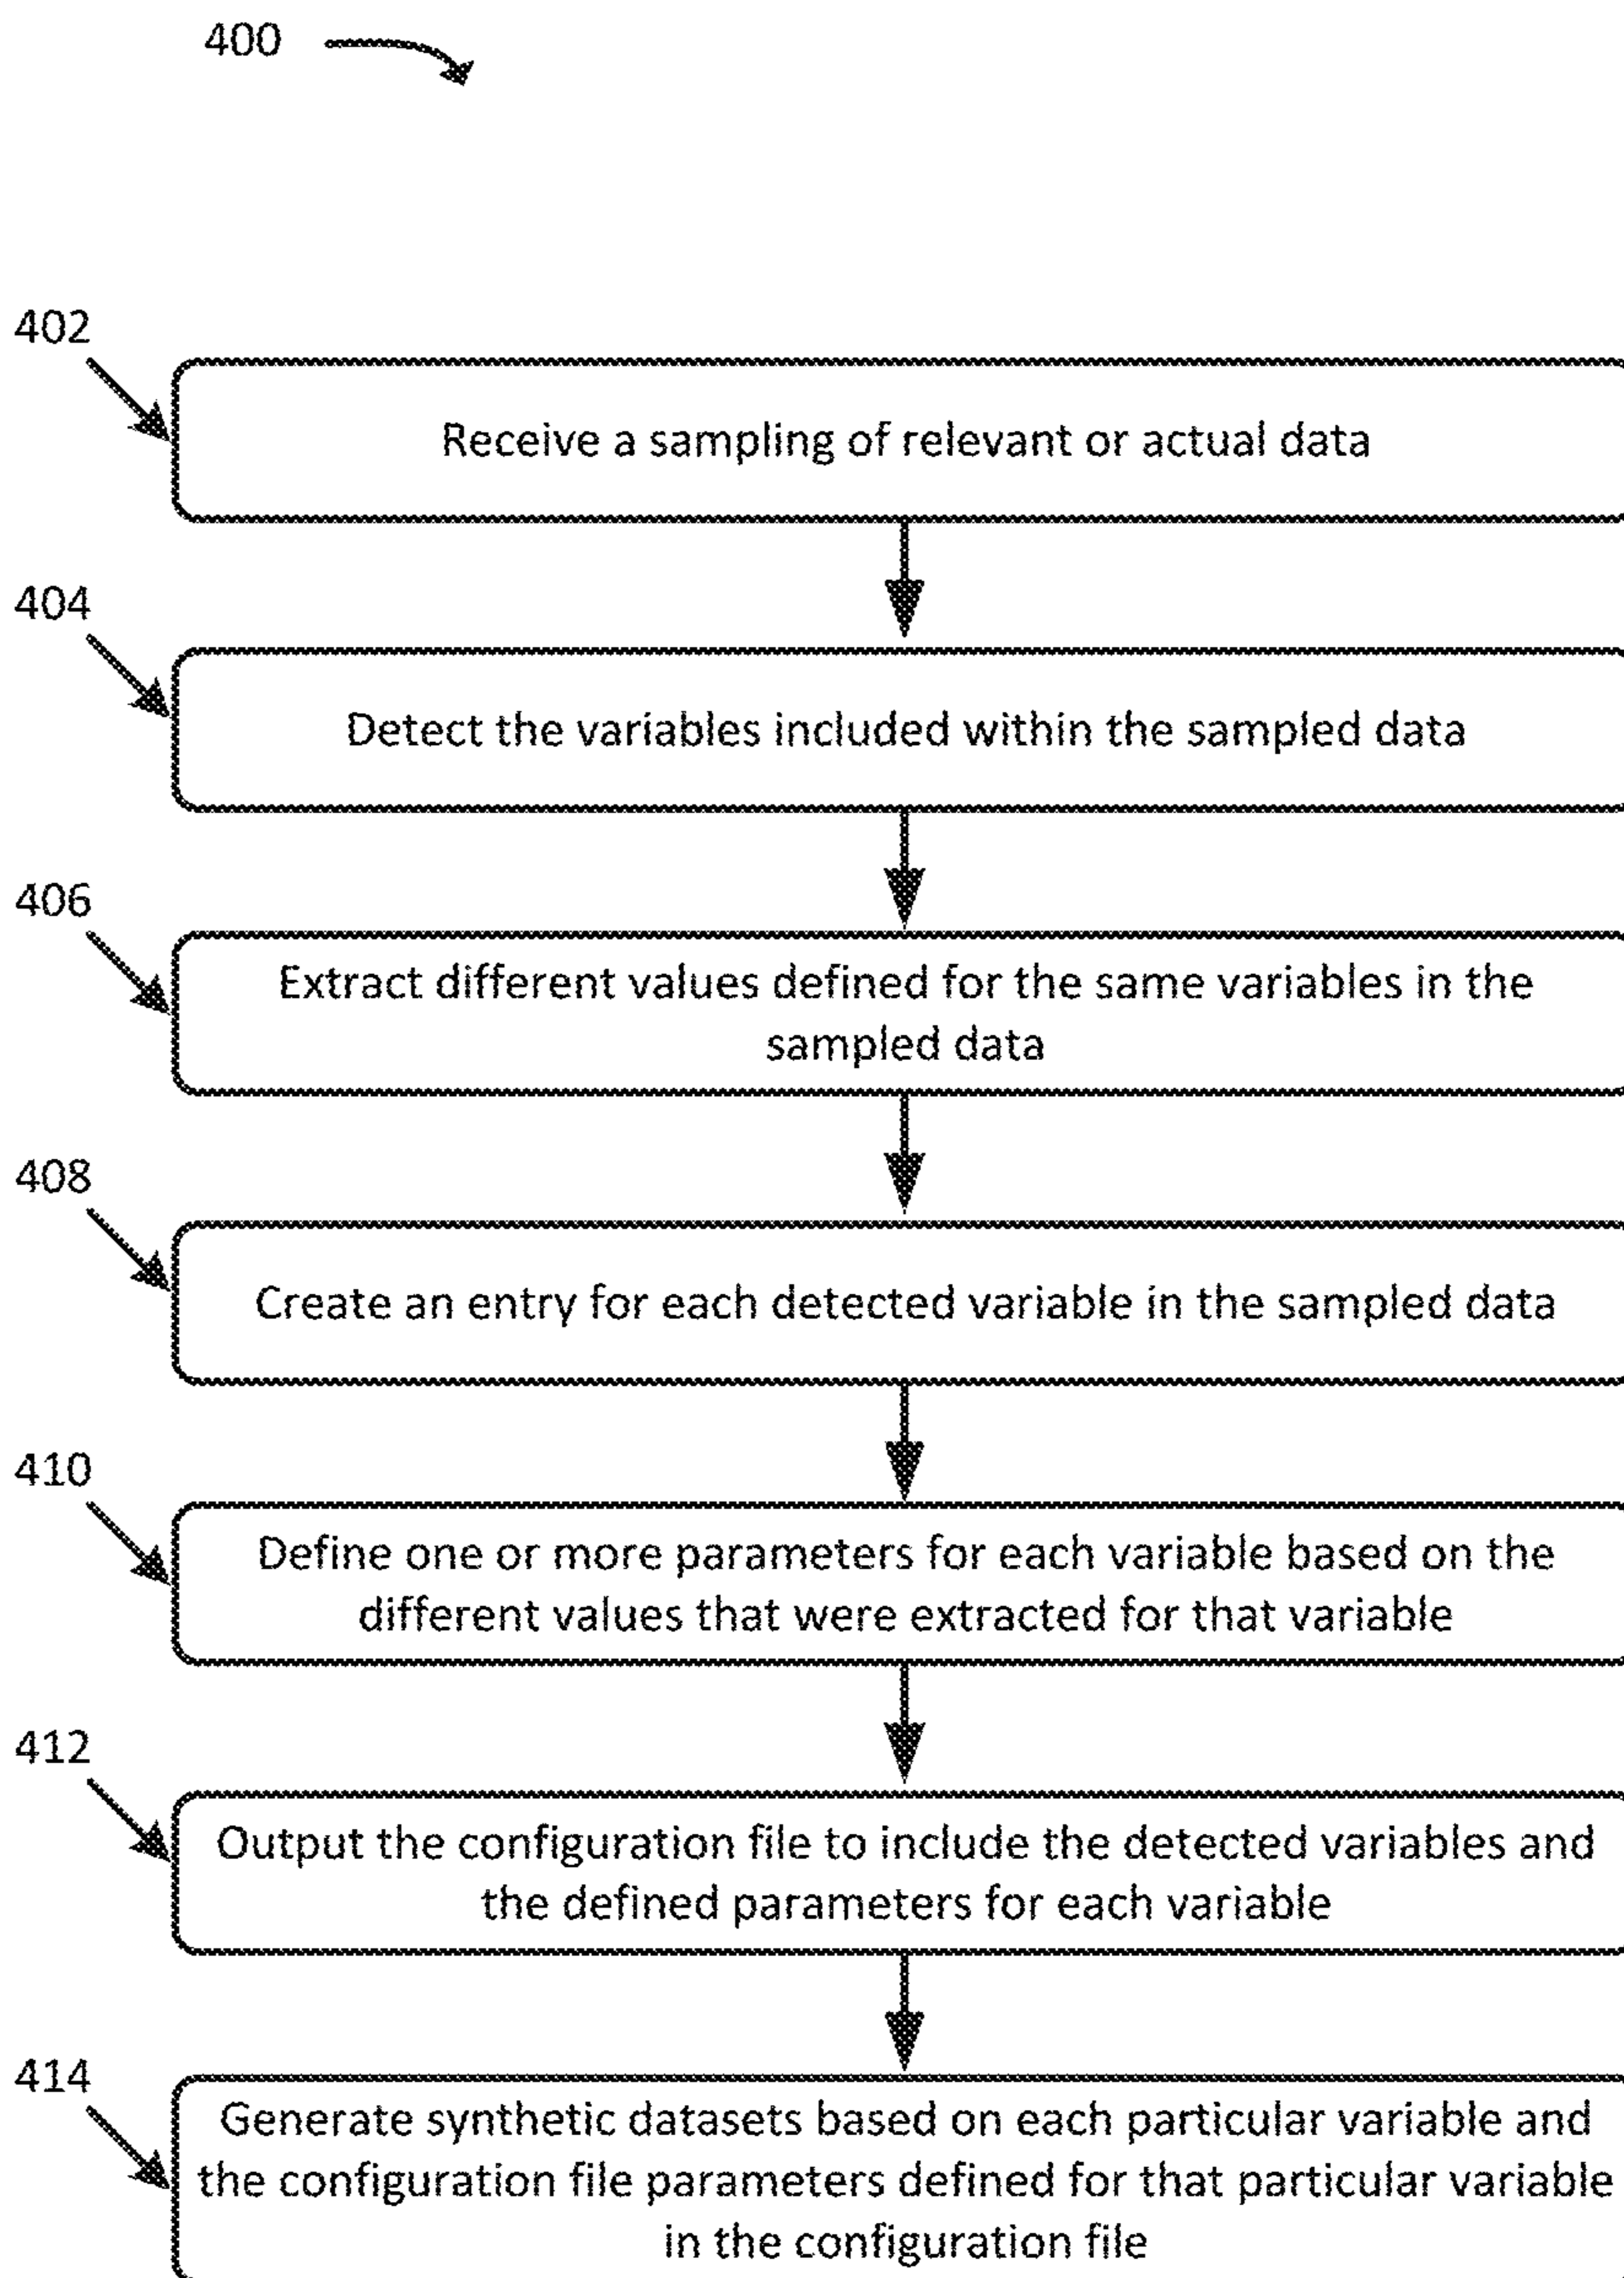 400
402
Receive a sampling of relevant or actual data
404
Detect the variables included within the sampled data
406
Extract different values defined for the same variables in the
sampled data
408
Create an entry for each detected variable in the sampled data
410
Define one or more parameters for each variable based on the
different values that were extracted for that variable
412
Output the configuration file to include the detected variables and
the defined parameters for each variable
414
Generate synthetic datasets based on each particular variable and
the configuration file parameters defined for that particular variable
in the configuration file